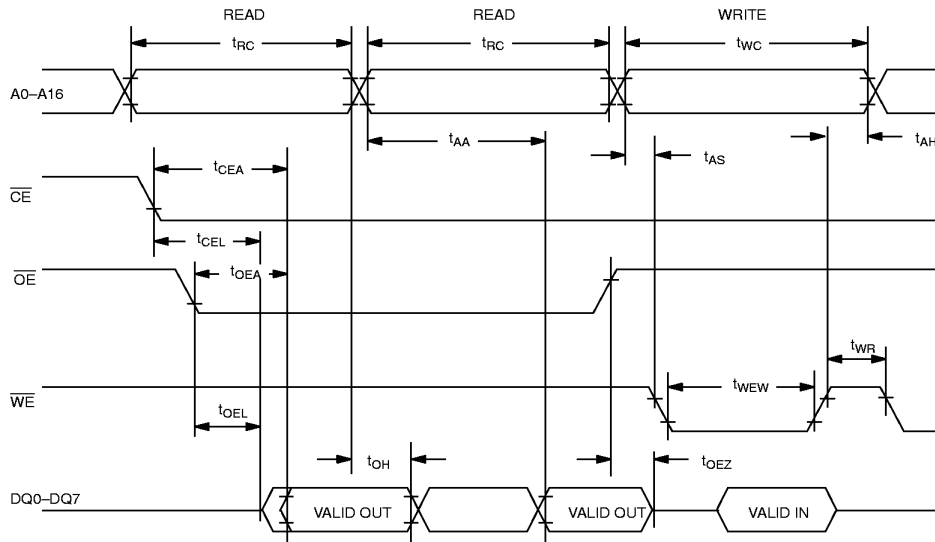 READ READ WRITE
tRC tRC tWC
A0–A16
tAA tAH
tCEA tAS
CE
tCEL
OE tOEA
tWR
WE tWEW
tOEL
tOH tOEZ
DQ0–DQ7 VALID OUT VALID OUT VALID IN